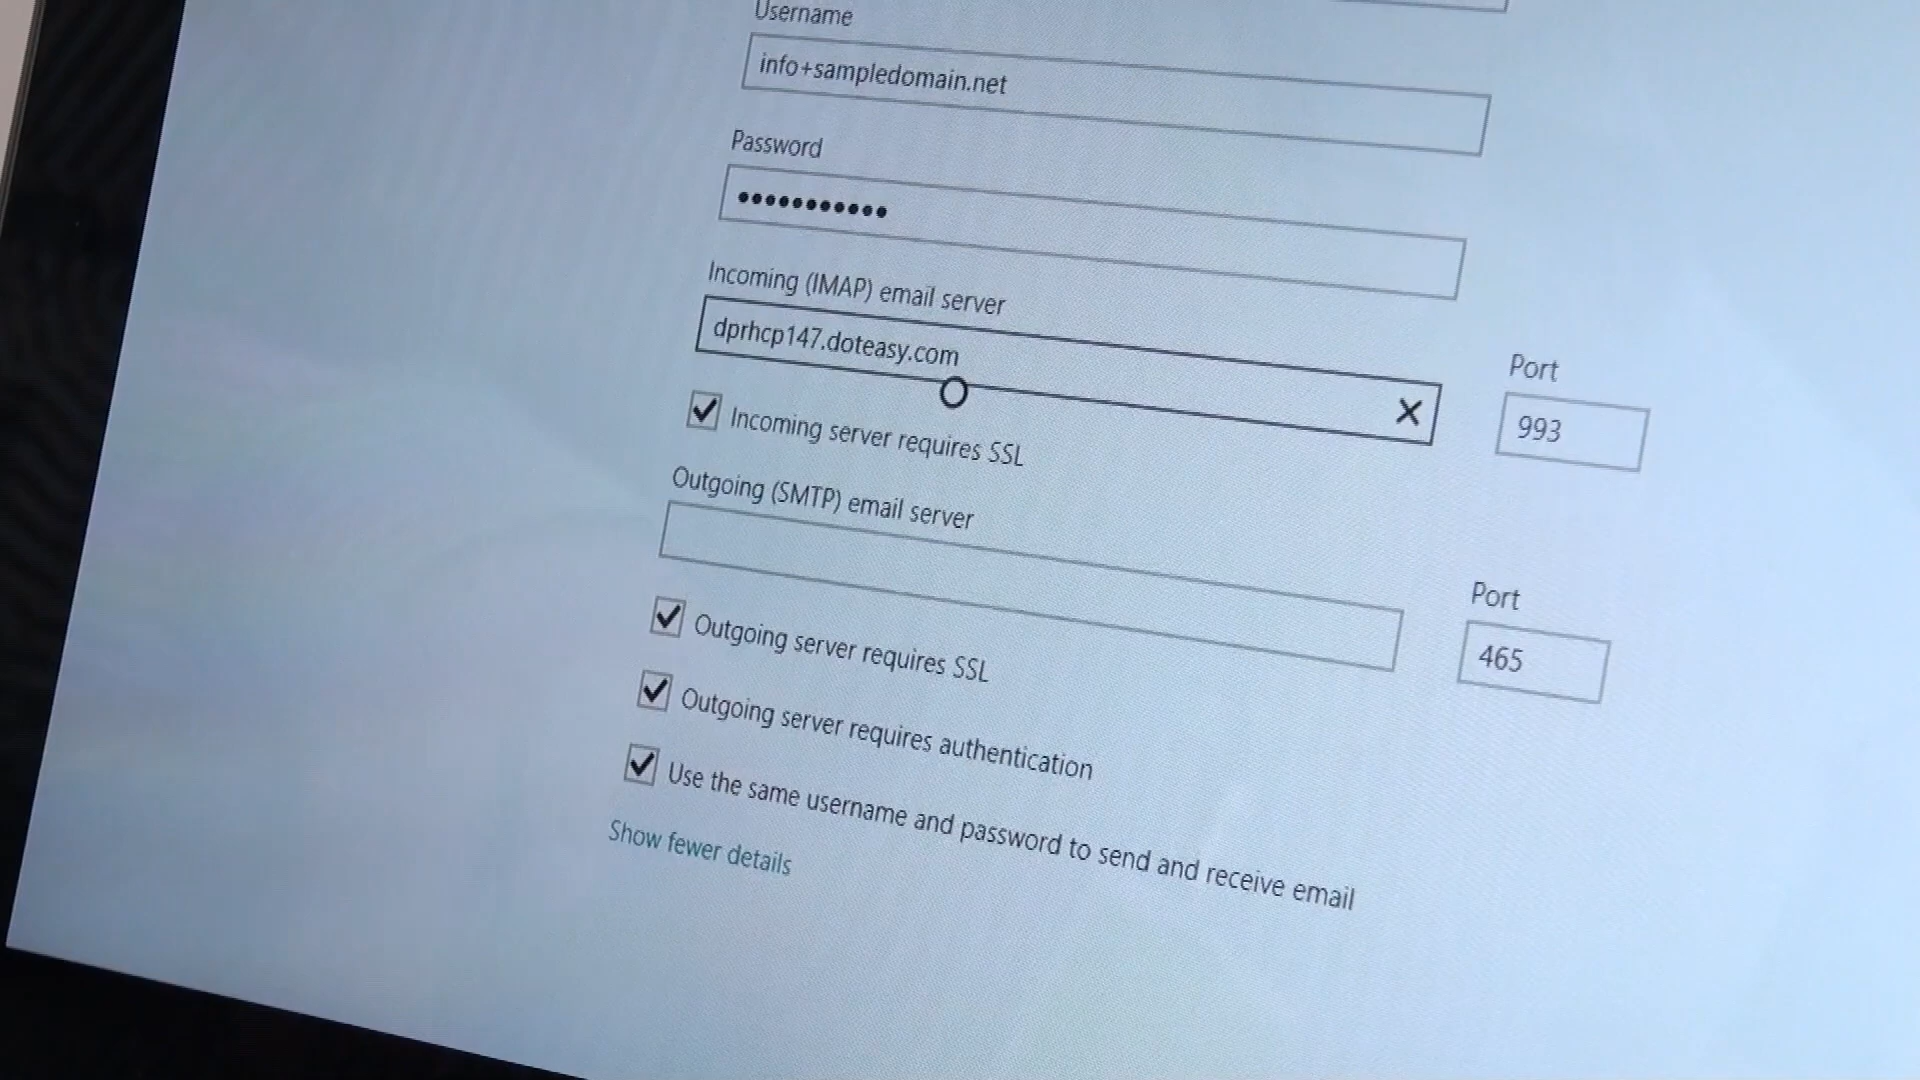 Username
info+sampledomain.net
Password
•••••••••••
Incoming (IMAP) email server
dprhcp147.doteasy.com
Port
993
Incoming server requires SSL
Outgoing (SMTP) email server
Port
465
Outgoing server requires SSL
Outgoing server requires authentication
Use the same username and password to send and receive email
Show fewer details